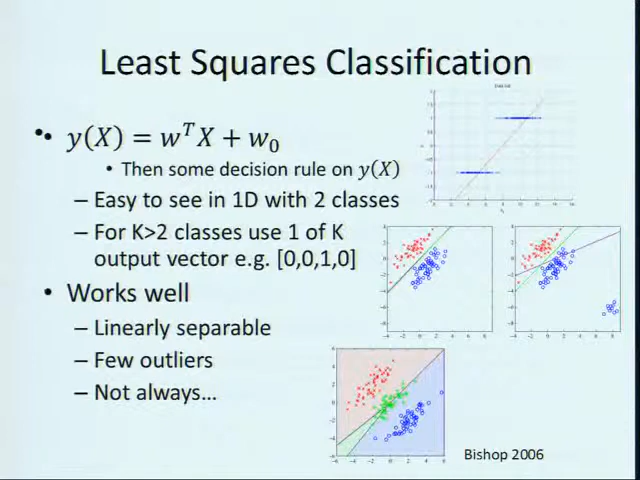 Least Squares Classification
• y(X) = w^T X + w_0
• Then some decision rule on y(X)
– Easy to see in 1D with 2 classes
– For K>2 classes use 1 of K
output vector e.g. [0,0,1,0]
• Works well
– Linearly separable
– Few outliers
– Not always…
Bishop 2006